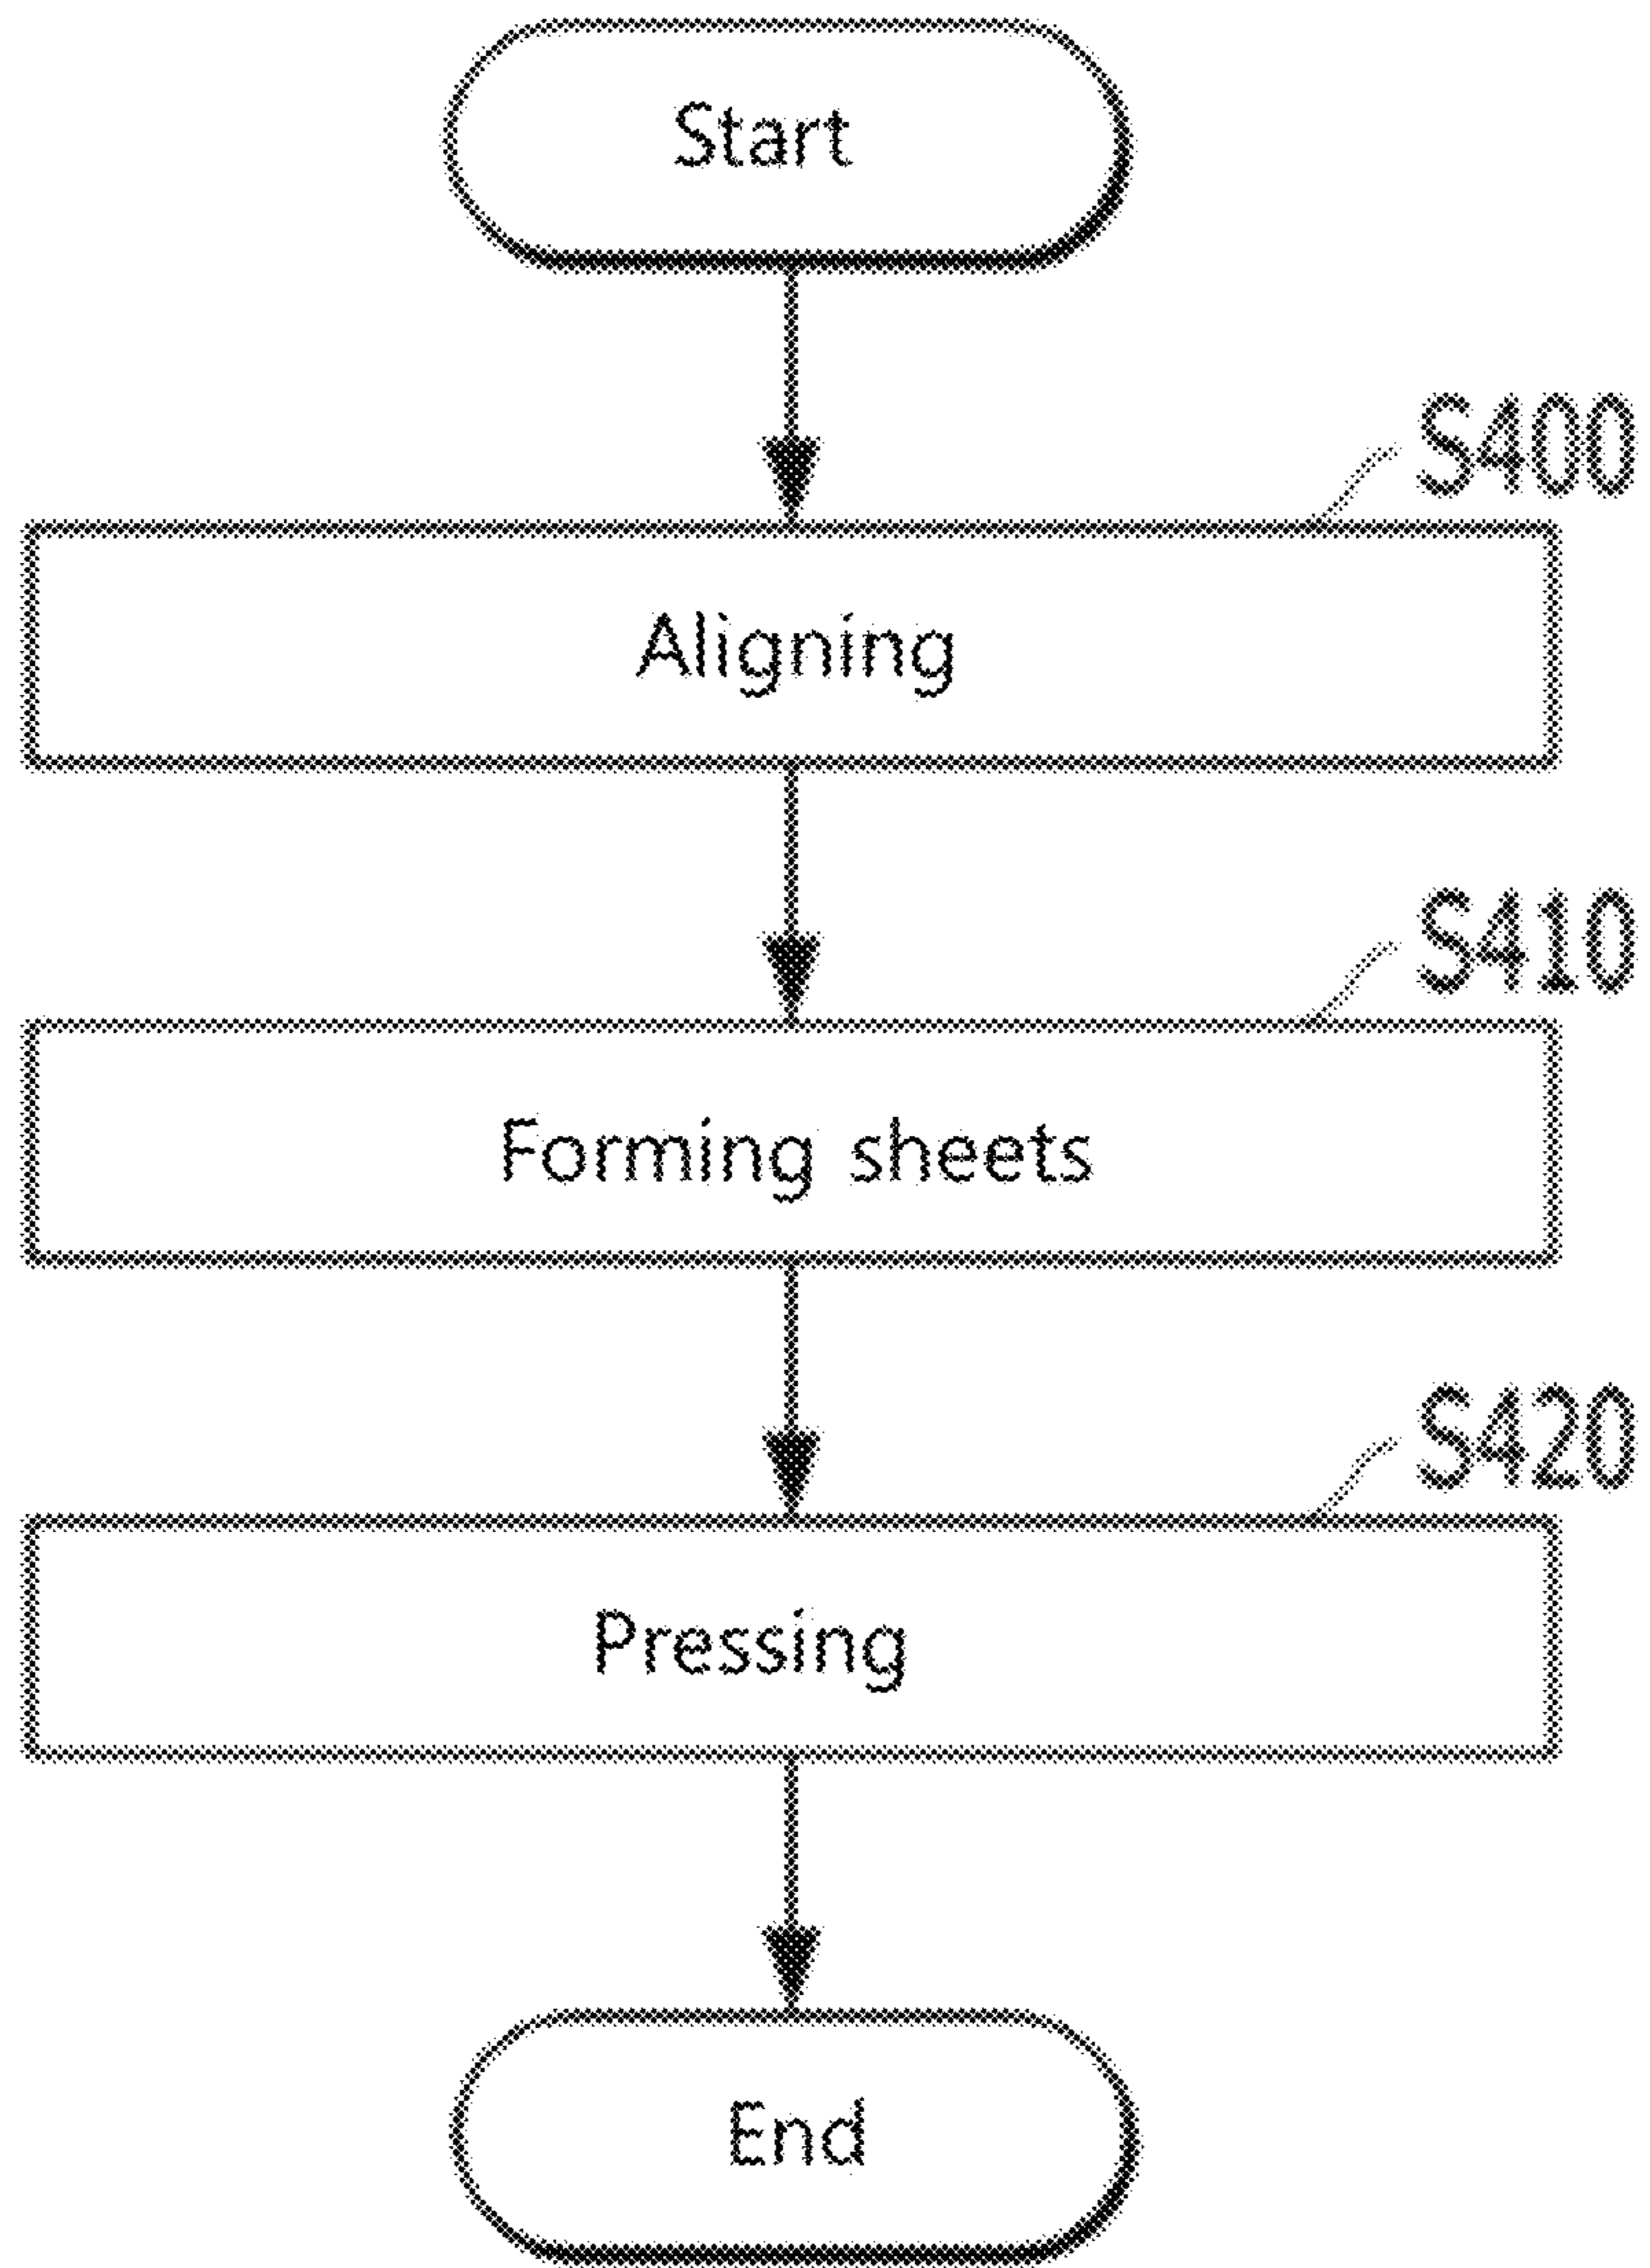 Start
S400
Aligning
S410
Forming sheets
S420
Pressing
End